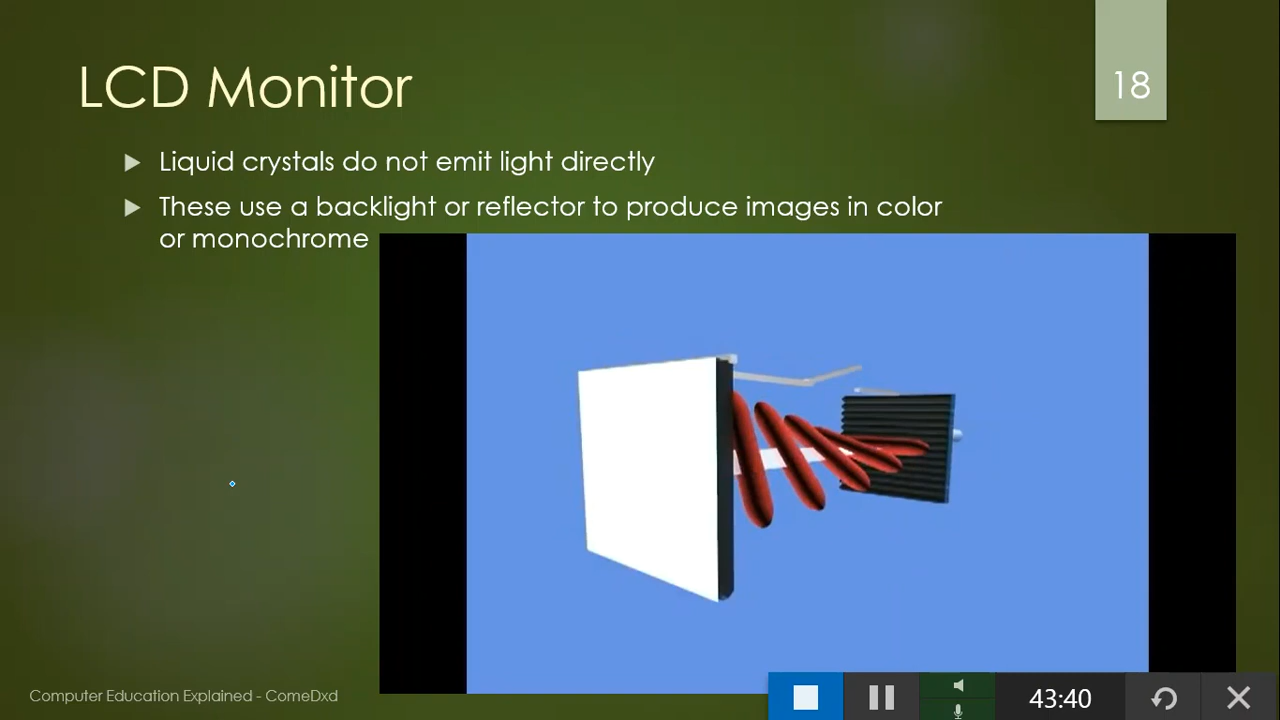 LCD Monitor
18
Liquid crystals do not emit light directly
These use a backlight or reflector to produce images in color
or monochrome
Computer Education Explained - ComeDxd
43:40